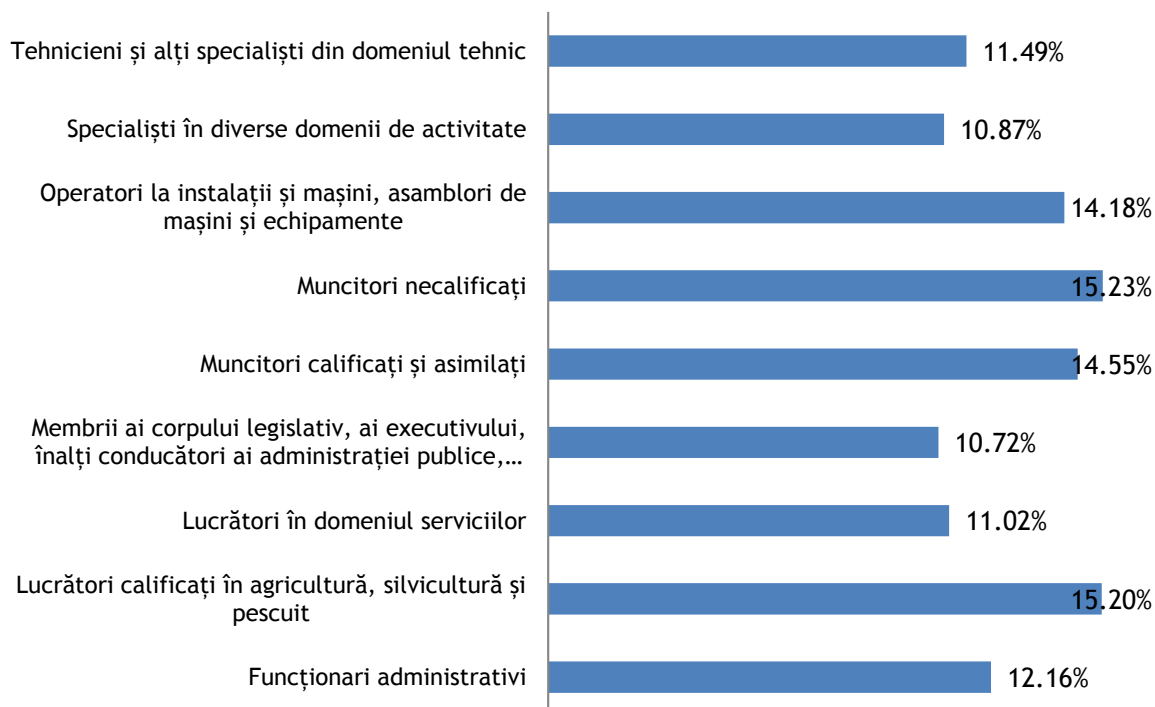 Tehnicieni și alți specialiști din domeniul tehnic
11.49%
Specialiști în diverse domenii de activitate
10.87%
Operatori la instalații și mașini, asamblori de
mașini și echipamente
14.18%
Muncitori necalificați
15.23%
Muncitori calificați și asimilați
14.55%
Membrii ai corpului legislativ, ai executivului,
înalți conducători ai administrației publice,…
10.72%
Lucrători în domeniul serviciilor
11.02%
Lucrători calificați în agricultură, silvicultură și
pescuit
15.20%
Funcționari administrativi
12.16%